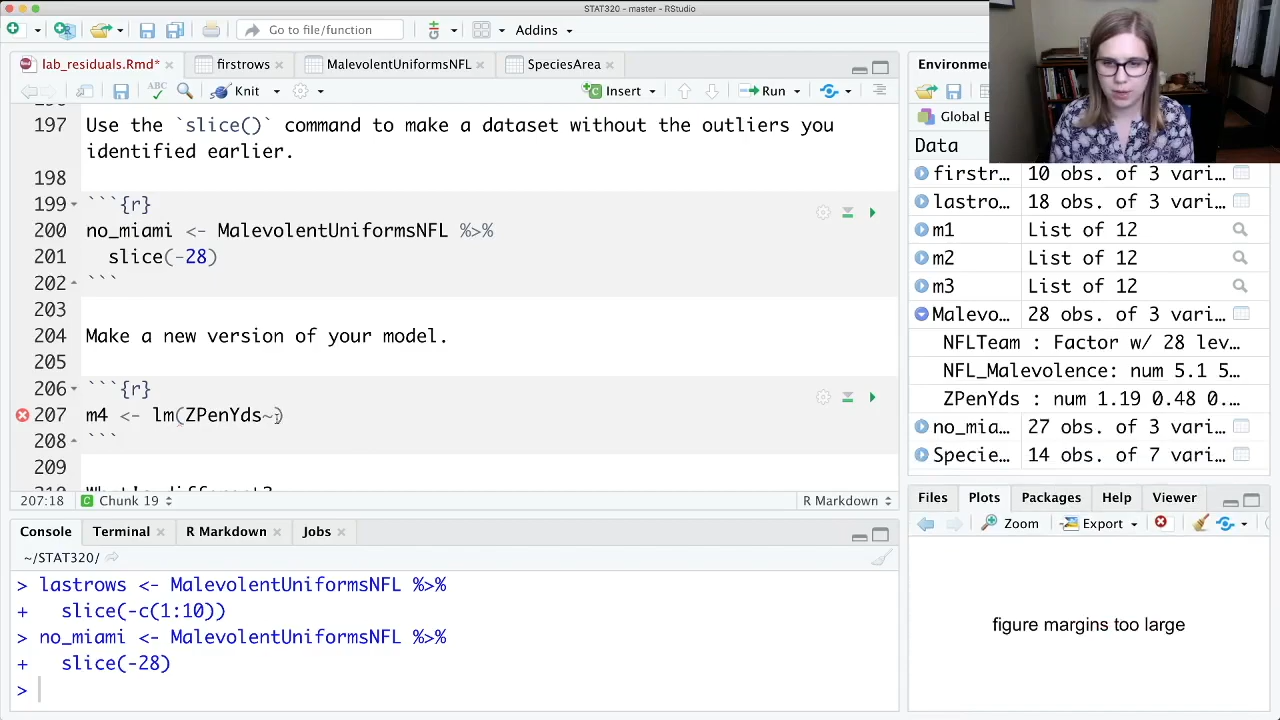 STAT320 - master - RStudio
Go to file/function
Addins
lab_residuals.Rmd*
firstrows
MalevolentUniformsNFL
SpeciesArea
ABC
Knit
Insert
Run
197 Use the `slice()` command to make a dataset without the outliers you
identified earlier.
198
199 ```{r}
200 no_miami <- MalevolentUniformsNFL %>%
201 slice(-28)
202 ```
203
204 Make a new version of your model.
205
206 ```{r}
207 m4 <- lm(ZPenYds~)
208 ```
209
207:18 Chunk 19 R Markdown
Console Terminal R Markdown Jobs
~/STAT320/
> lastrows <- MalevolentUniformsNFL %>%
+ slice(-c(1:10))
> no_miami <- MalevolentUniformsNFL %>%
+ slice(-28)
>
Environm
Global E
Data
firstr… 10 obs. of 3 vari…
lastro… 18 obs. of 3 vari…
m1 List of 12
m2 List of 12
m3 List of 12
Malevo… 28 obs. of 3 vari…
NFLTeam : Factor w/ 28 lev…
NFL_Malevolence: num 5.1 5…
ZPenYds : num 1.19 0.48 0.…
no_mia… 27 obs. of 3 vari…
Specie… 14 obs. of 7 vari…
Files Plots Packages Help Viewer
Zoom Export
figure margins too large